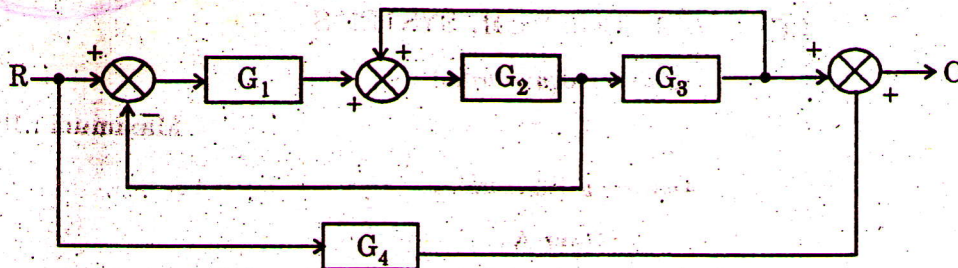 + + +
R G₁ G₂ G₃ C
+ +
−
G₄